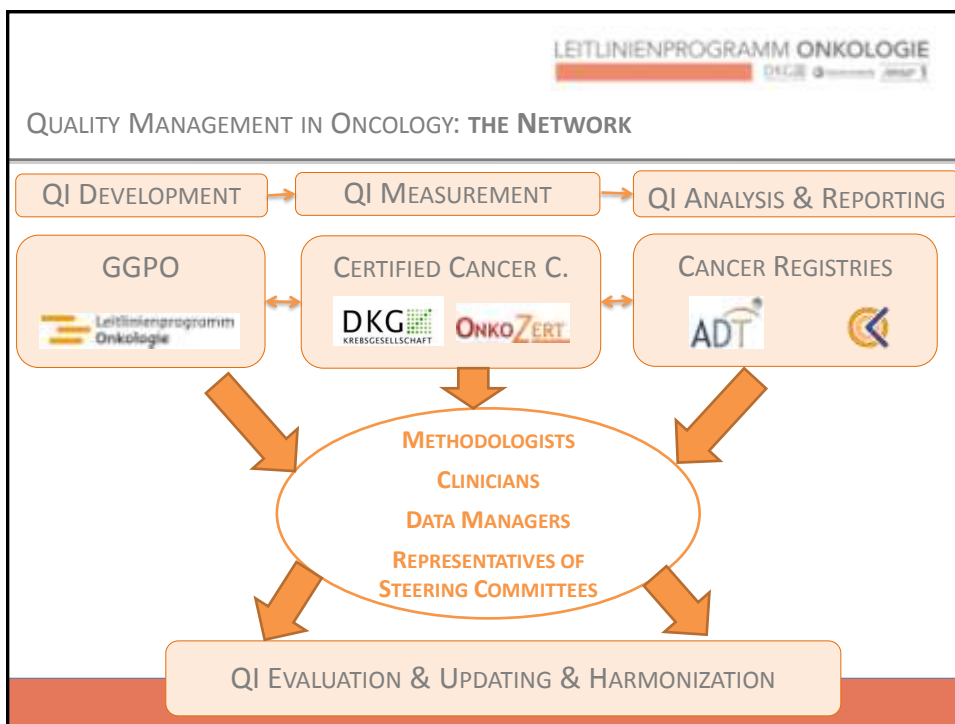 LEITLINIENPROGRAMM ONKOLOGIE
DKG
QUALITY MANAGEMENT IN ONCOLOGY: THE NETWORK
QI DEVELOPMENT
QI MEASUREMENT
QI ANALYSIS & REPORTING
GGPO
Leitlinienprogramm
Onkologie
CERTIFIED CANCER C.
DKG
KREBSGESELLSCHAFT
ONKOZERT
CANCER REGISTRIES
ADT
METHODOLOGISTS
CLINICIANS
DATA MANAGERS
REPRESENTATIVES OF
STEERING COMMITTEES
QI EVALUATION & UPDATING & HARMONIZATION